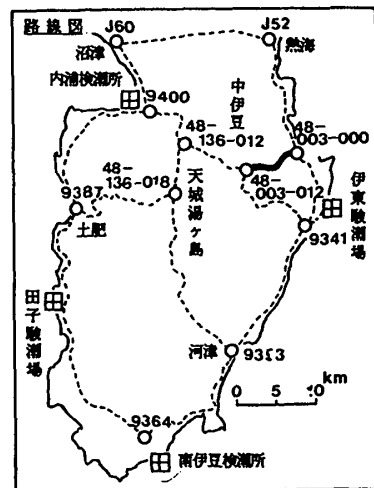 路線図
J60
J52
沼津
熱海
内浦検潮所
9400
中伊豆
48-
136-012
48-
003-000
48-
136-018
天城湯ヶ島
48-
003-012
伊東験潮場
9387
土肥
9341
田子験潮場
河津
0 5 10
km
9364
南伊豆検潮所